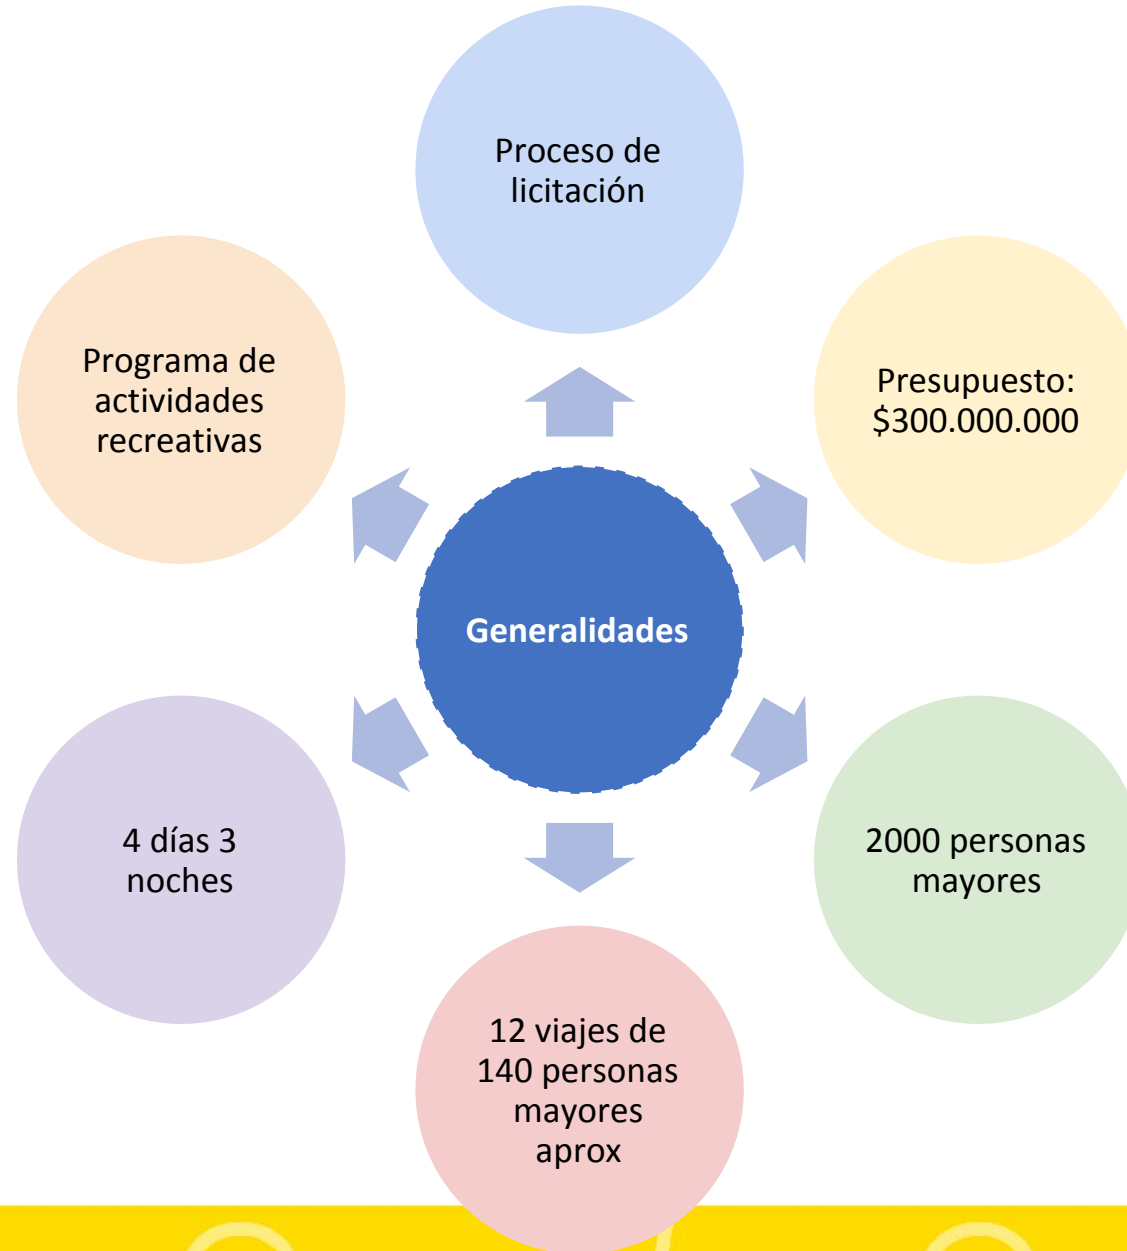 Proceso de
licitación
Programa de
actividades
recreativas
Presupuesto:
$300.000.000
Generalidades
4 días 3
noches
2000 personas
mayores
12 viajes de
140 personas
mayores
aprox